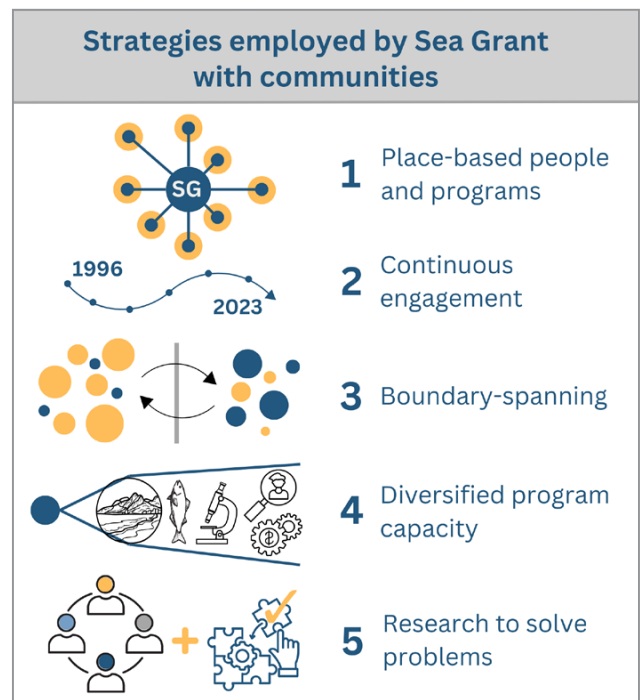 Strategies employed by Sea Grant
with communities
SG
1
Place-based people
and programs
1996
2023
2
Continuous
engagement
3
Boundary-spanning
4
Diversified program
capacity
$
5
Research to solve
problems